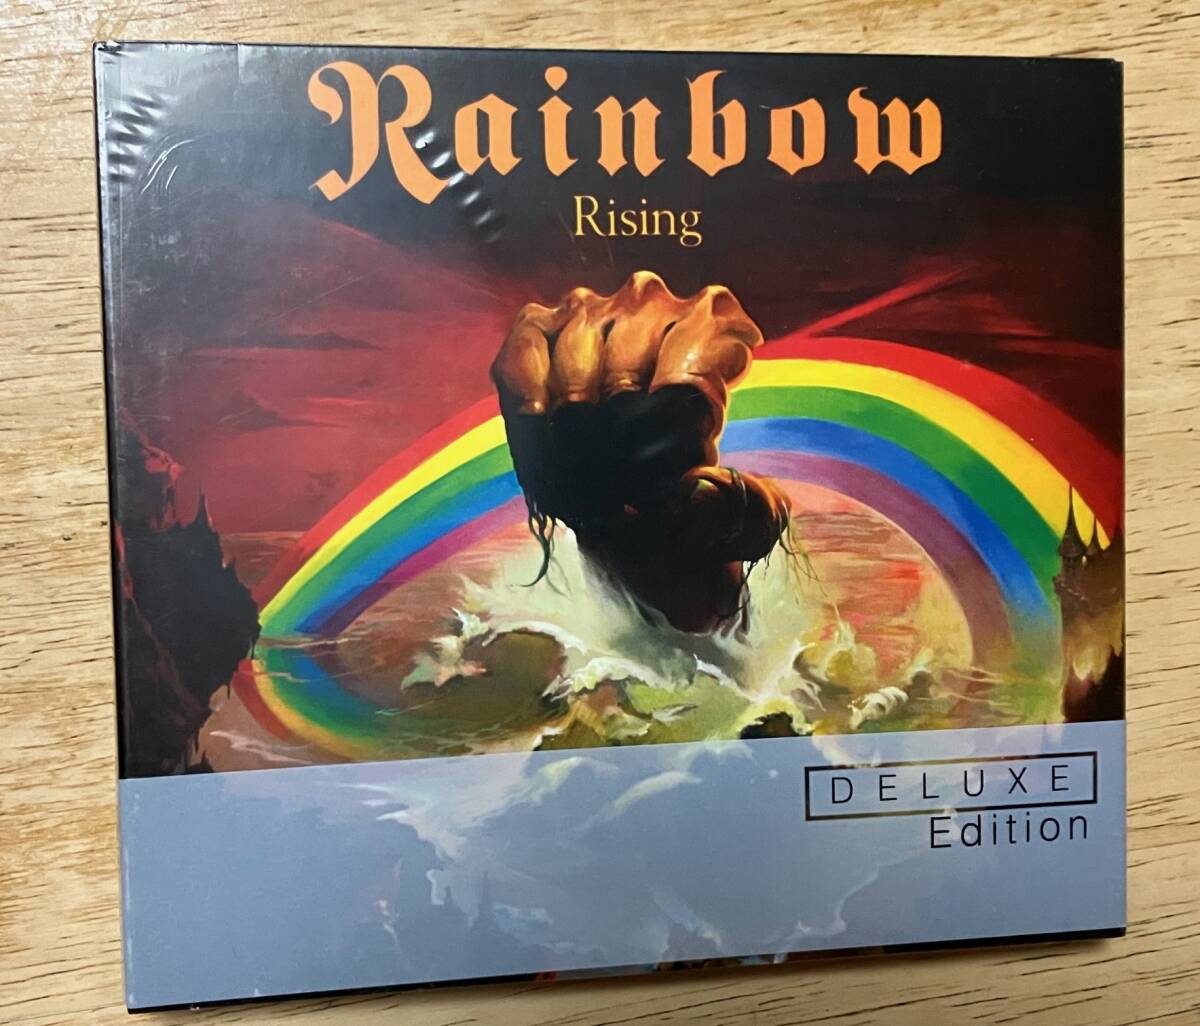 Rainbow
Rising
DELUXE
Edition